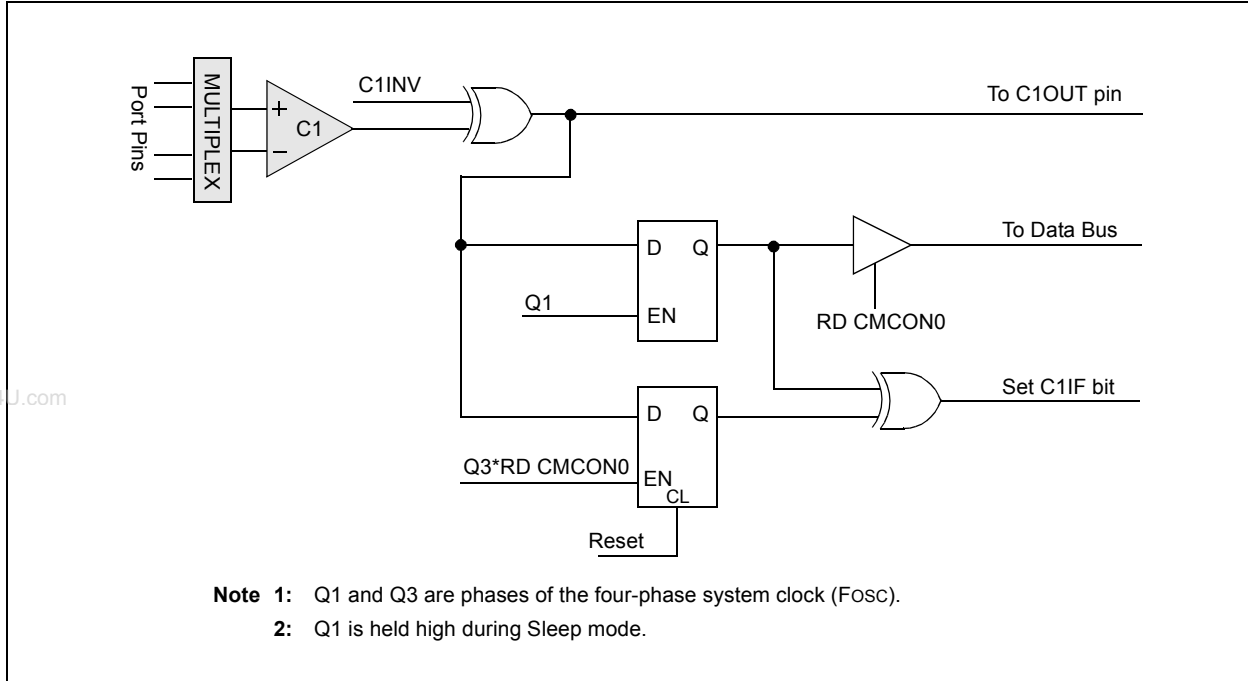 C1INV
To C1OUT pin
Port Pins
MULTIPLEX
+
C1
–
D Q
To Data Bus
Q1
EN
RD CMCON0
Set C1IF bit
D Q
Q3*RD CMCON0
EN
CL
Reset
4U.com
Note 1: Q1 and Q3 are phases of the four-phase system clock (FOSC).
2: Q1 is held high during Sleep mode.